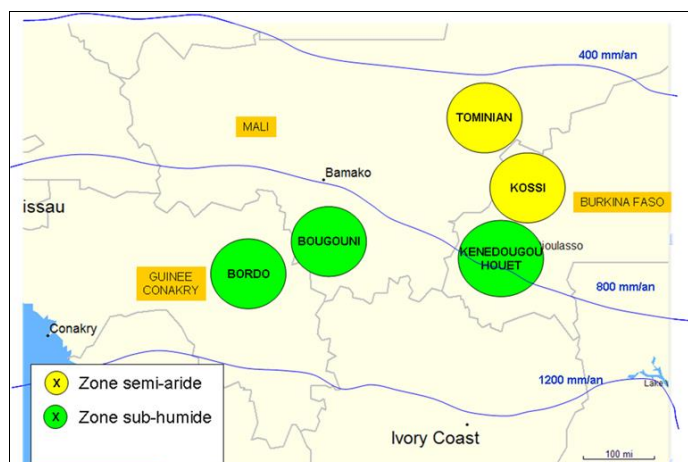 400 mm/an
TOMINIAN
MALI
Bamako
KOSSI
issau
BURKINA FASO
BOUGOUNI
KENEDOUGOU
HOUET
ioulasso
BORDO
GUINEE
CONAKRY
800 mm/an
Conakry
1200 mm/an
Lake
X Zone semi-aride
X Zone sub-humide
Ivory Coast
100 mi